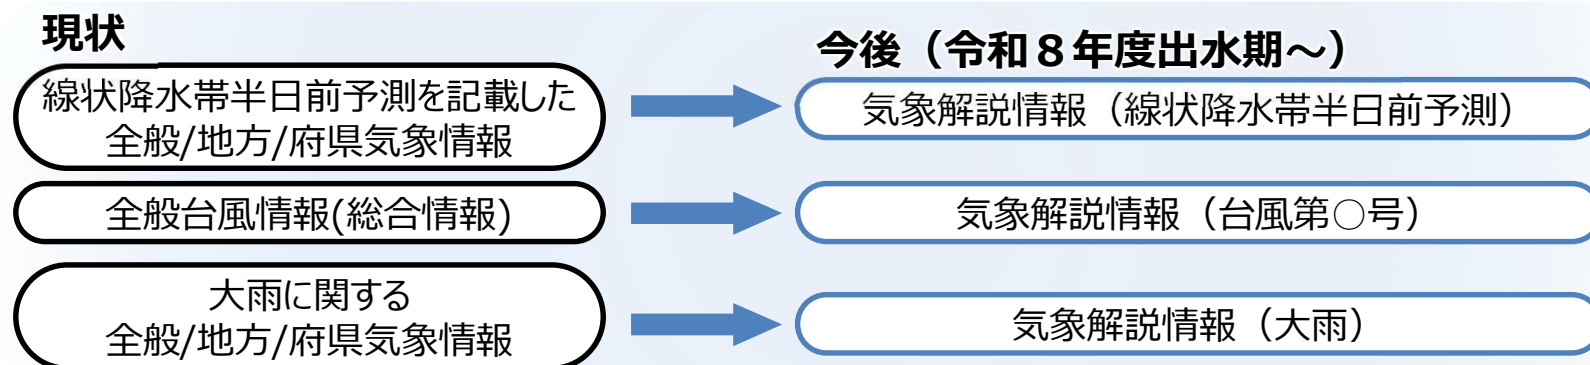 現状
今後（令和８年度出水期～）
線状降水帯半日前予測を記載した
全般/地方/府県気象情報
気象解説情報（線状降水帯半日前予測）
全般台風情報(総合情報)
気象解説情報（台風第○号）
大雨に関する
全般/地方/府県気象情報
気象解説情報（大雨）